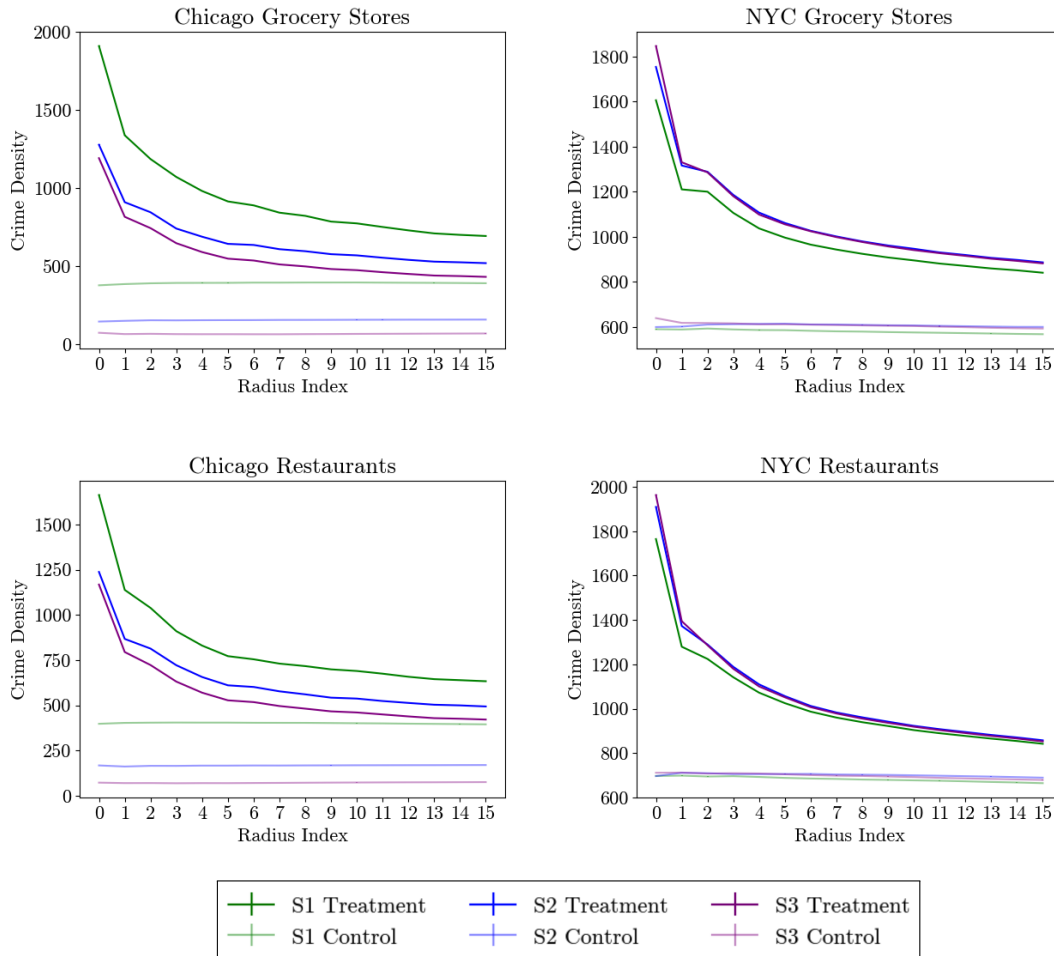 Chicago Grocery Stores
2000
1500
1000
500
0
Crime Density
0 1 2 3 4 5 6 7 8 9 10 11 12 13 14 15
Radius Index
NYC Grocery Stores
1800
1600
1400
1200
1000
800
600
Crime Density
0 1 2 3 4 5 6 7 8 9 10 11 12 13 14 15
Radius Index
Chicago Restaurants
1500
1250
1000
750
500
250
0
Crime Density
0 1 2 3 4 5 6 7 8 9 10 11 12 13 14 15
Radius Index
NYC Restaurants
2000
1800
1600
1400
1200
1000
800
600
Crime Density
0 1 2 3 4 5 6 7 8 9 10 11 12 13 14 15
Radius Index
S1 Treatment S2 Treatment S3 Treatment
S1 Control S2 Control S3 Control